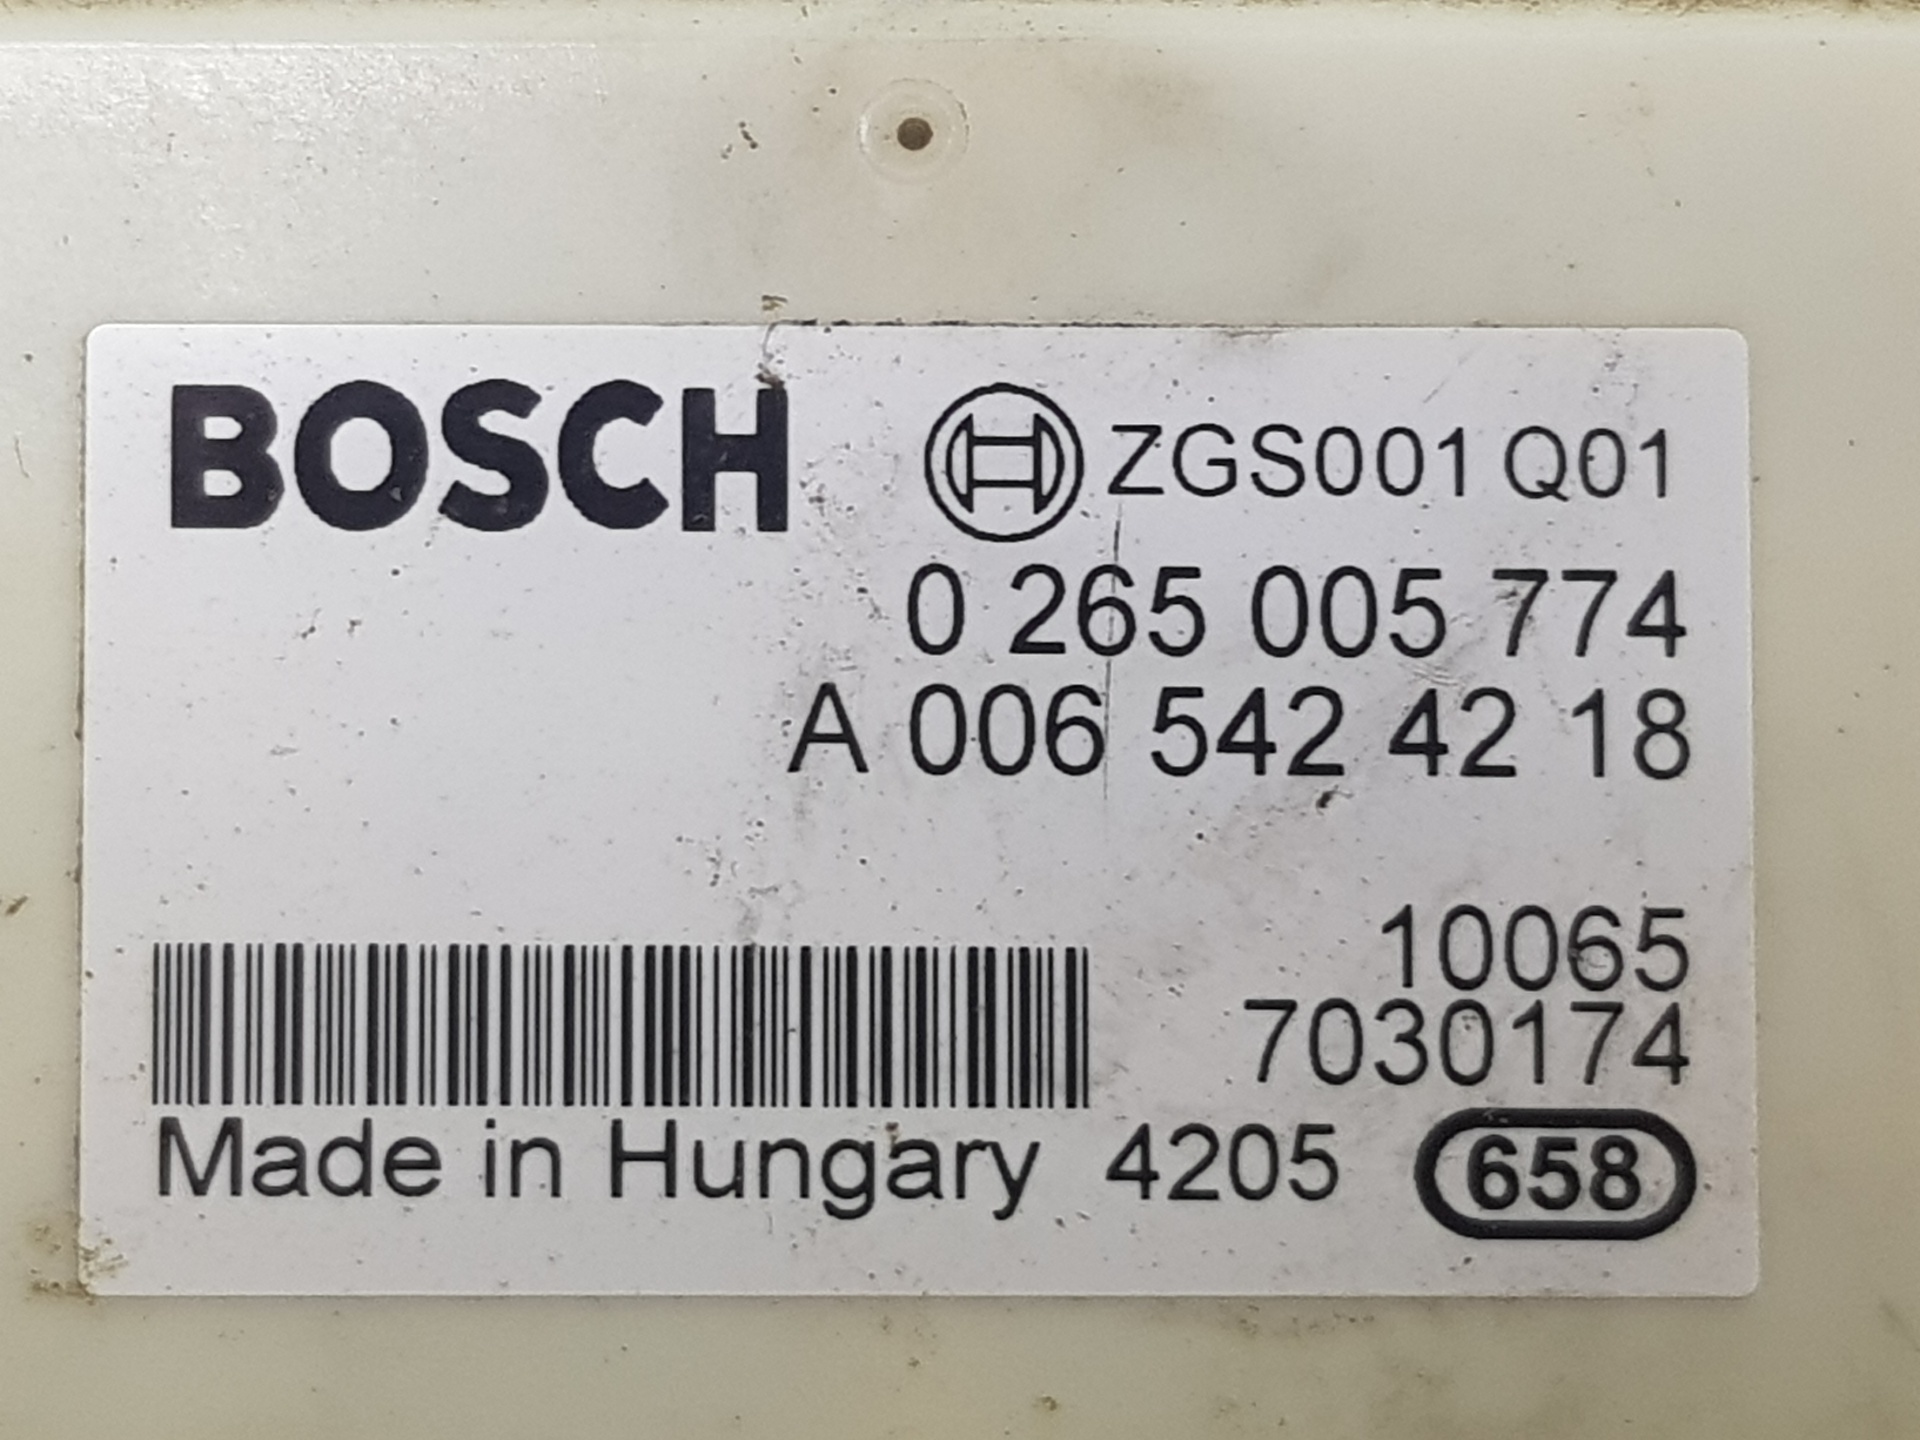 BOSCH ZGS001 Q01
0 265 005 774
A 006 542 42 18
10065
7030174
Made in Hungary 4205 658